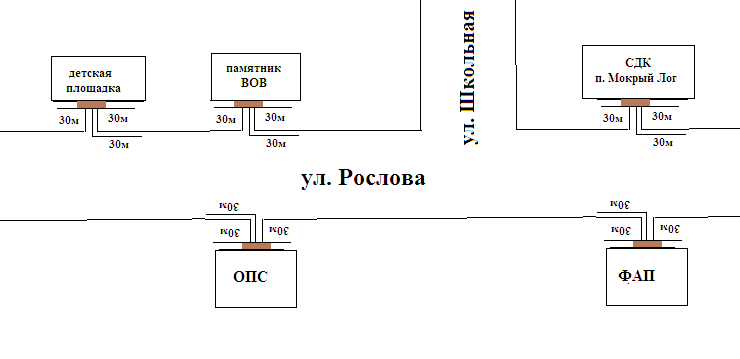 детская
плошадка
30м
30м
30м
памятник
ВОВ
30м
30м
30м
ул. Школьная
СДК
п. Мокрый Лог
30м
30м
30м
ул. Рослова
30м
30м
30м
ОПС
30м
30м
30м
ФАП